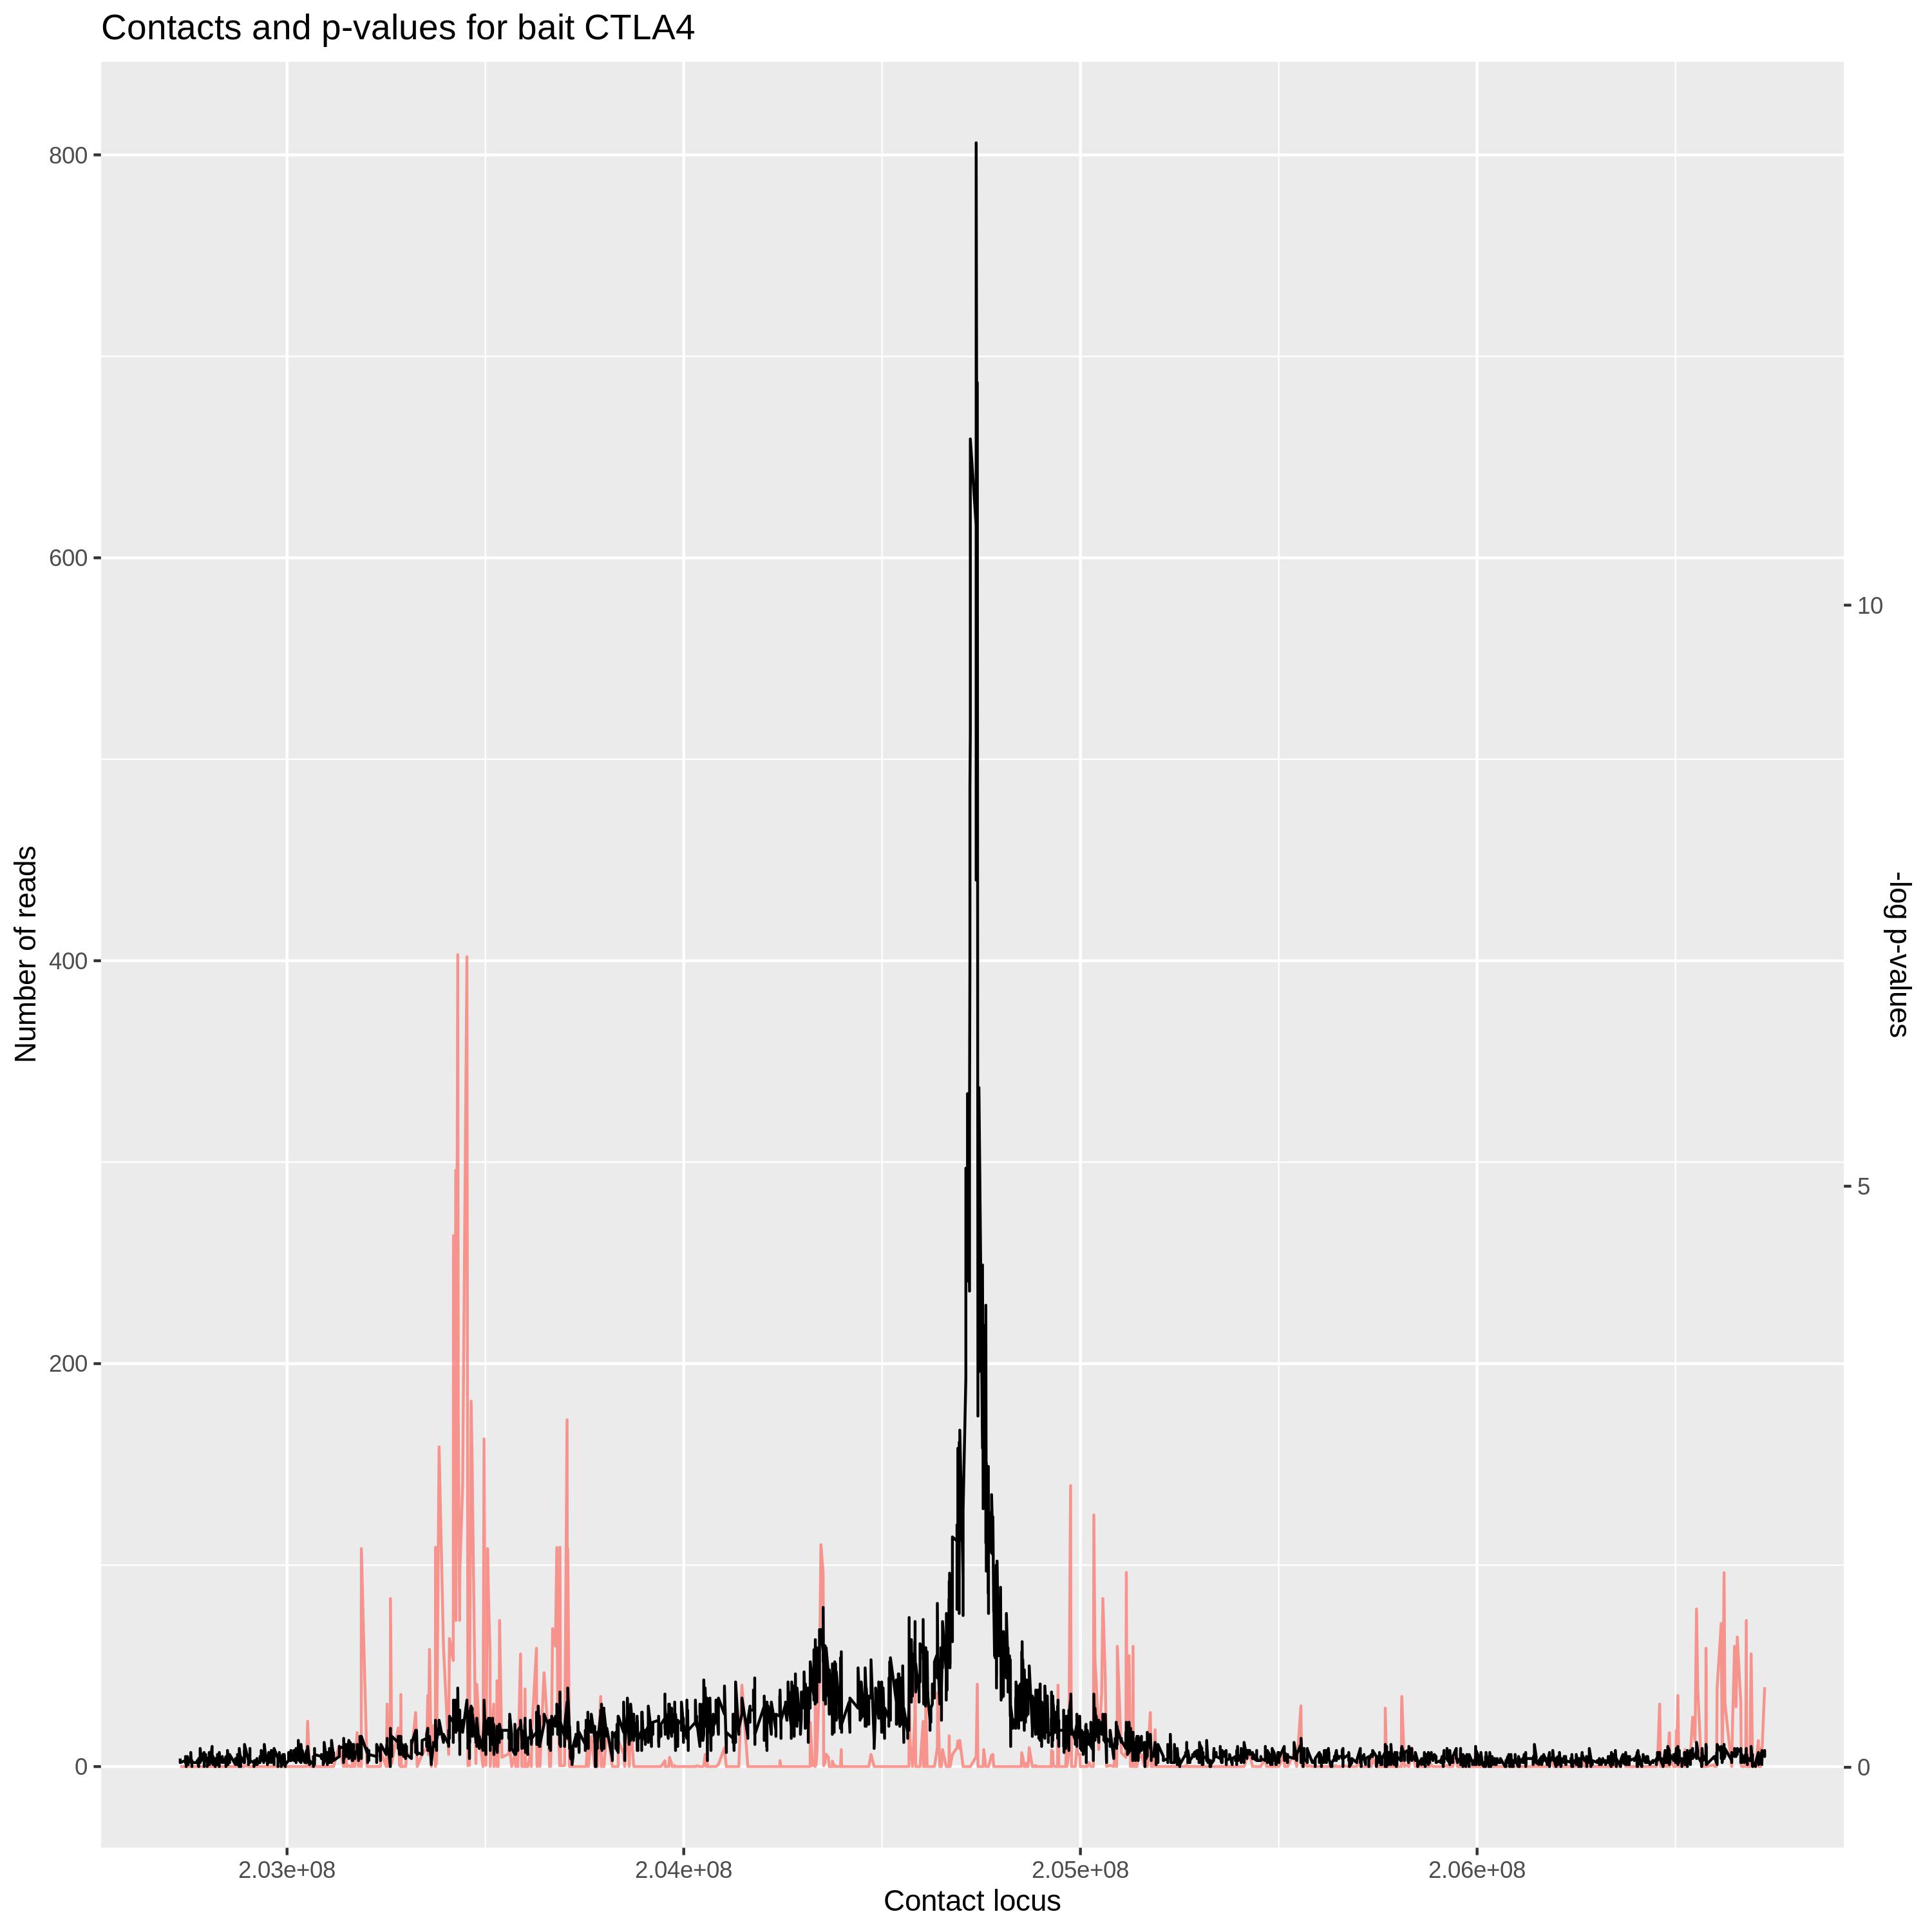 Contacts and p-values for bait CTLA4
800
600
400
200
0
Number of reads
10
5
0
-log p-values
2.03e+08 2.04e+08 2.05e+08 2.06e+08
Contact locus